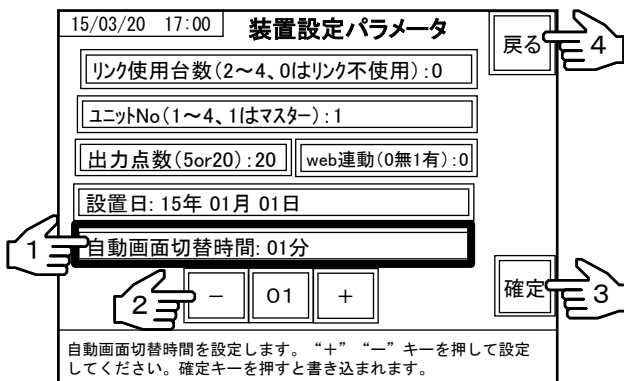 15/03/20 17:00 装置設定パラメータ
戻る
4
リンク使用台数(2～4、0はリンク不使用):0
ユニットNo(1～4、1はマスター):1
出力点数(5or20):20 web連動(0無1有):0
設置日: 15年 01月 01日
1
自動画面切替時間: 01分
2
－ 01 ＋
確定
3
自動画面切替時間を設定します。“+”“—”キーを押して設定
してください。確定キーを押すと書き込まれます。